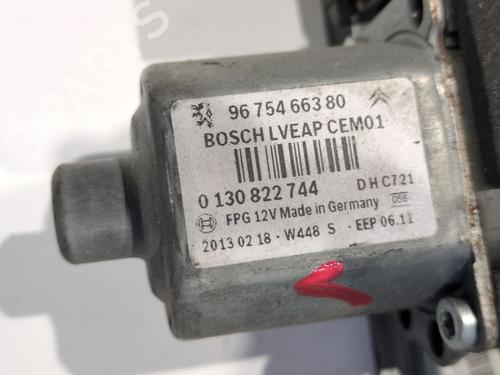 96 754 663 80
BOSCH LVEAP CEM01
0 130 822 744 DHC721
FPG 12V Made in Germany 058
2013 02 18 - W448 S - EEP 06.11